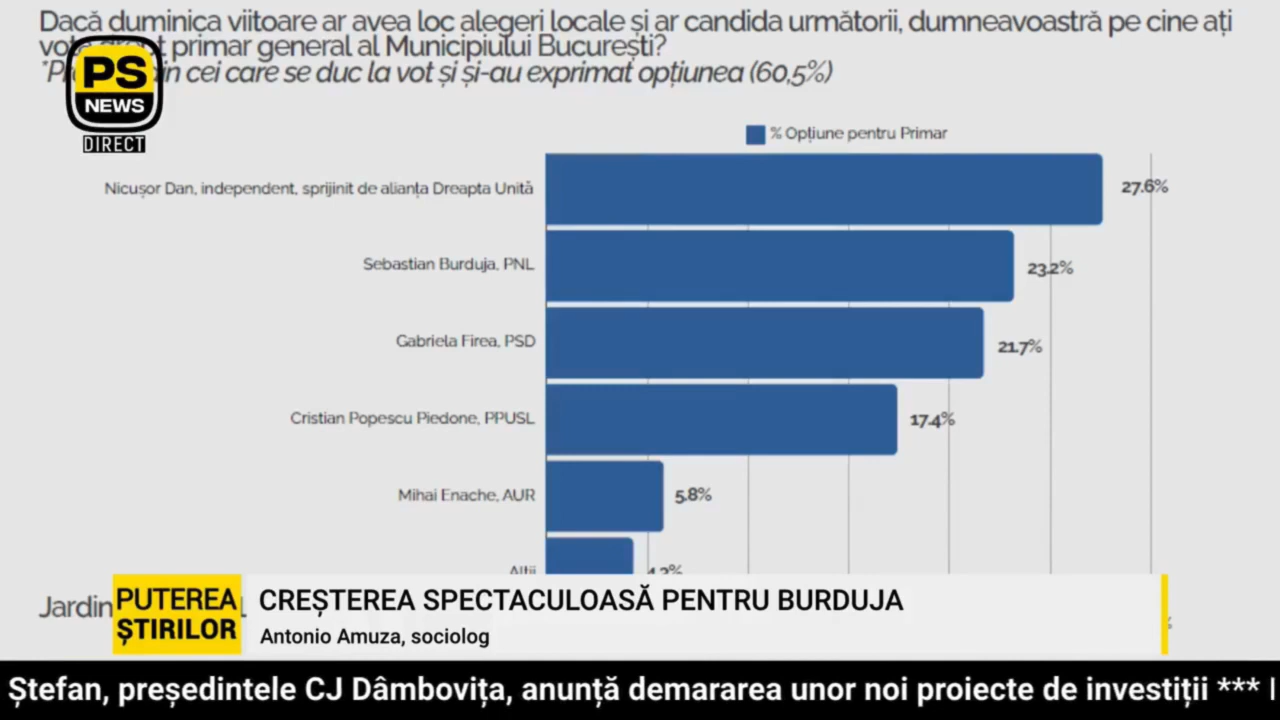 Dacă duminica viitoare ar avea loc alegeri locale și ar candida următorii, dumneavoastră pe cine ați
primar general al Municipiului București?
cei care se duc la vot și și-au exprimat opțiunea (60,5%)
PS
NEWS
DIRECT
% Opțiune pentru Primar
Nicușor Dan, independent, sprijinit de alianța Dreapta Unită
27.6%
Sebastian Burduja, PNL
23.2%
Gabriela Firea, PSD
21.7%
Cristian Popescu Piedone, PPUSL
17.4%
Mihai Enache, AUR
5.8%
Alții
Jardin
PUTEREA
ȘTIRILOR
CREȘTEREA SPECTACULOASĂ PENTRU BURDUJA
Antonio Amuza, sociolog
Ștefan, președintele CJ Dâmbovița, anunță demararea unor noi proiecte de investiții ***